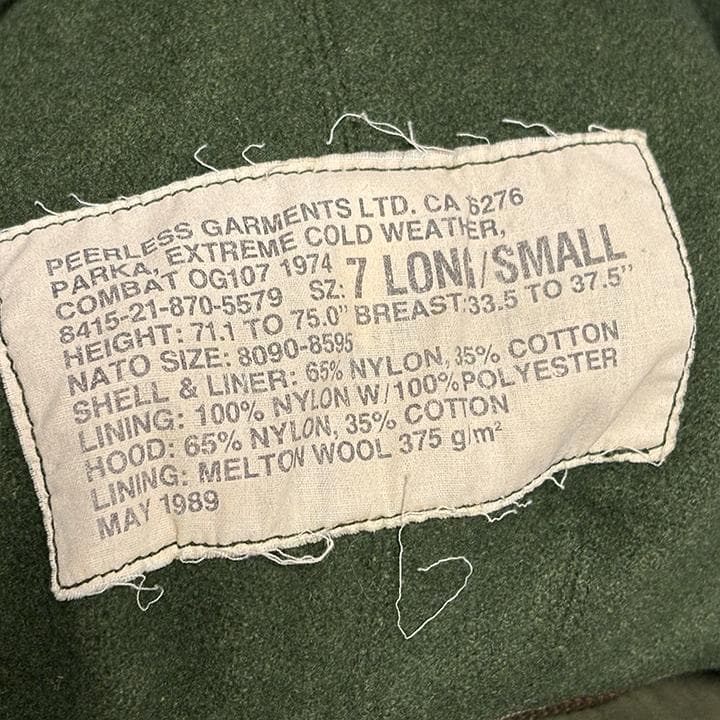 PEERLESS GARMENTS LTD. CA 6276
PARKA, EXTREME COLD WEATHER,
COMBAT OG107 1974
8415-21-870-5579 SZ: 7 LONG/SMALL
HEIGHT: 71.1 TO 75.0" BREAST:33.5 TO 37.5"
NATO SIZE: 8090-8595
SHELL & LINER: 65% NYLON, 35% COTTON
LINING: 100% NYLON W/100% POLYESTER
HOOD: 65% NYLON, 35% COTTON
LINING: MELTON WOOL 375 g/m²
MAY 1989